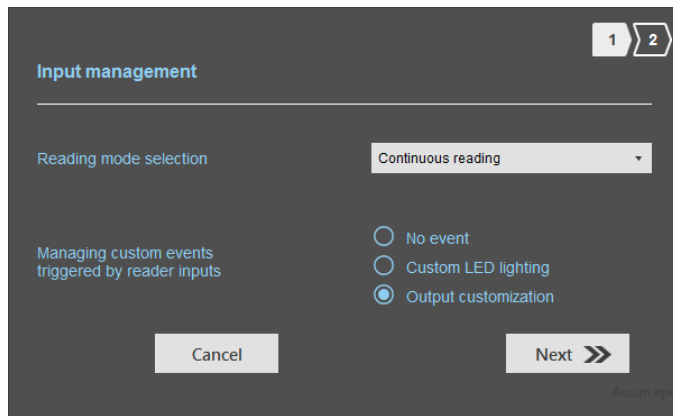 1 2
Input management
Reading mode selection
Continuous reading
Managing custom events
triggered by reader inputs
No event
Custom LED lighting
Output customization
Cancel
Next
Aucun